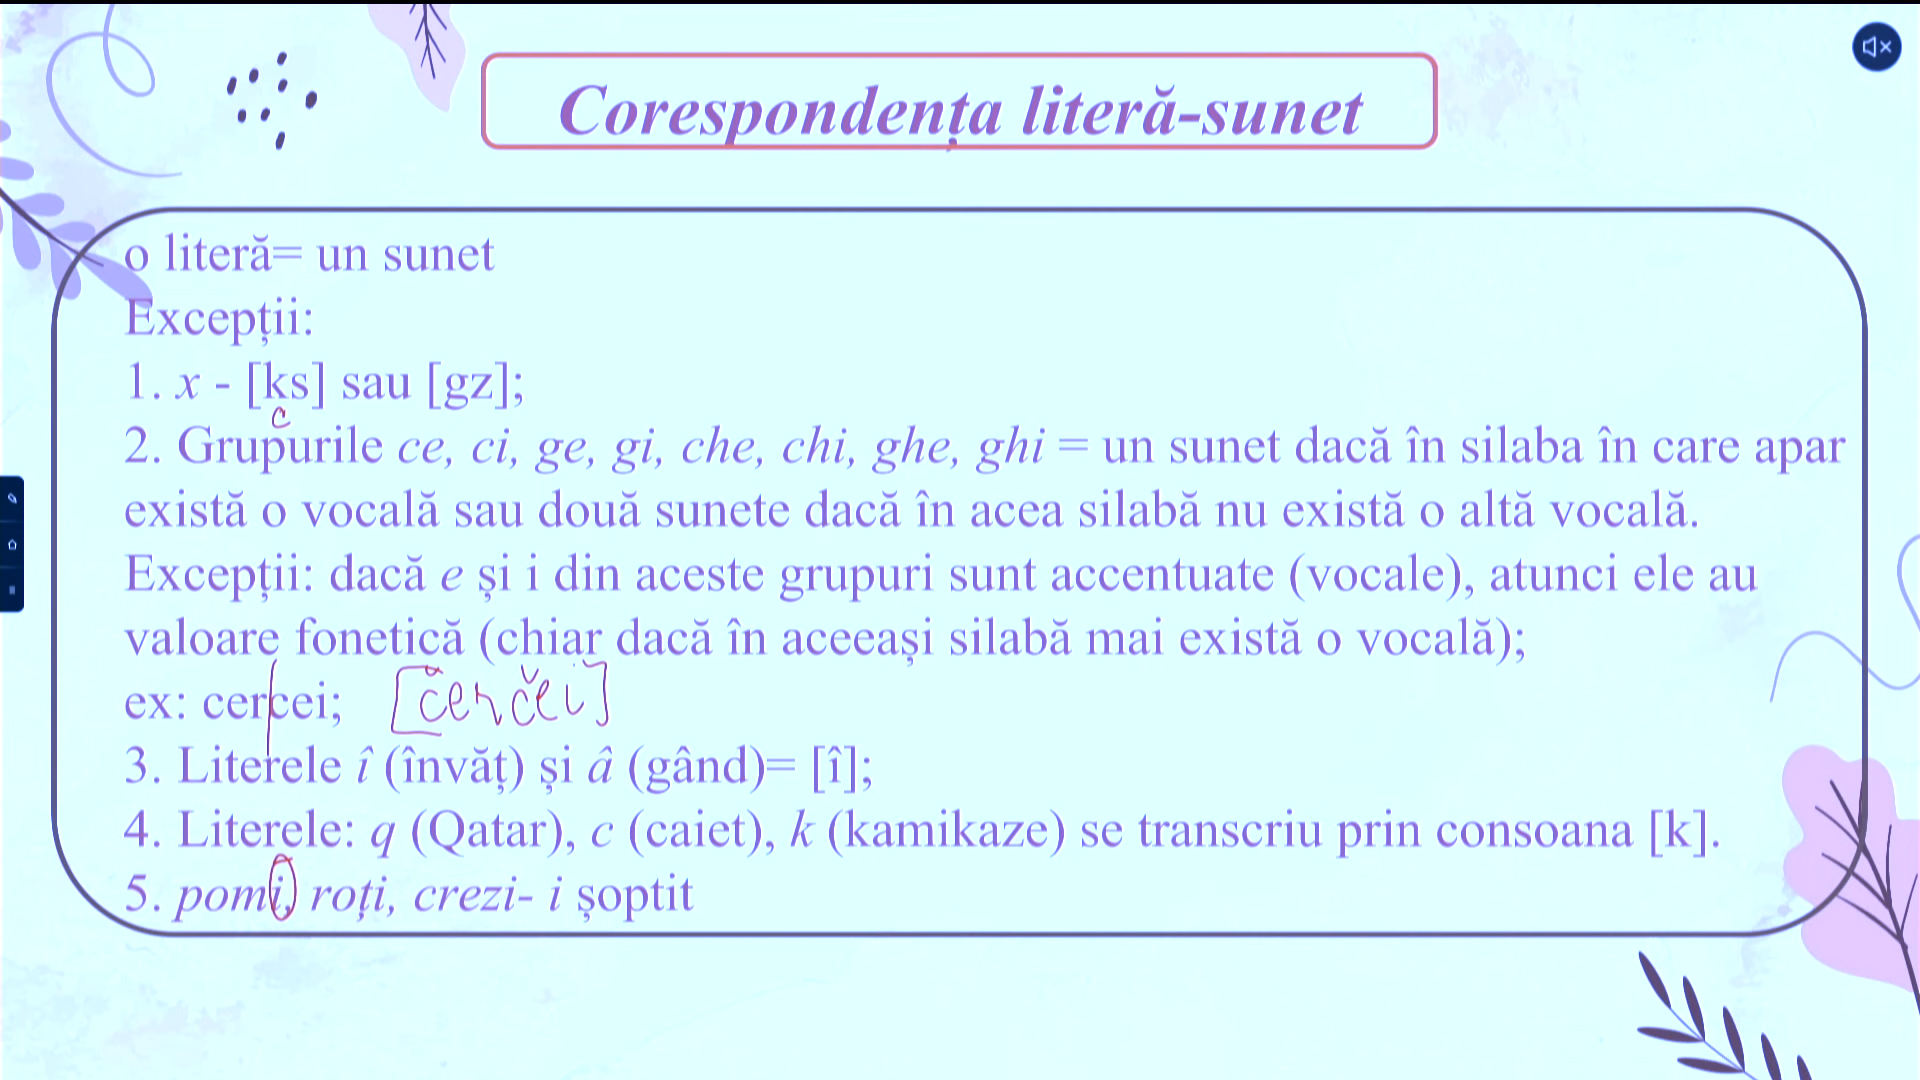 Corespondența literă-sunet
o literă= un sunet
Excepții:
1. x - [ks] sau [gz];
c
2. Grupurile ce, ci, ge, gi, che, chi, ghe, ghi = un sunet dacă în silaba în care apar
există o vocală sau două sunete dacă în acea silabă nu există o altă vocală.
Excepții: dacă e și i din aceste grupuri sunt accentuate (vocale), atunci ele au
valoare fonetică (chiar dacă în aceeași silabă mai există o vocală);
ex: cercei; [čerčei]
3. Literele î (învăț) și â (gând)= [î];
4. Literele: q (Qatar), c (caiet), k (kamikaze) se transcriu prin consoana [k].
5. pomi, roți, crezi- i șoptit